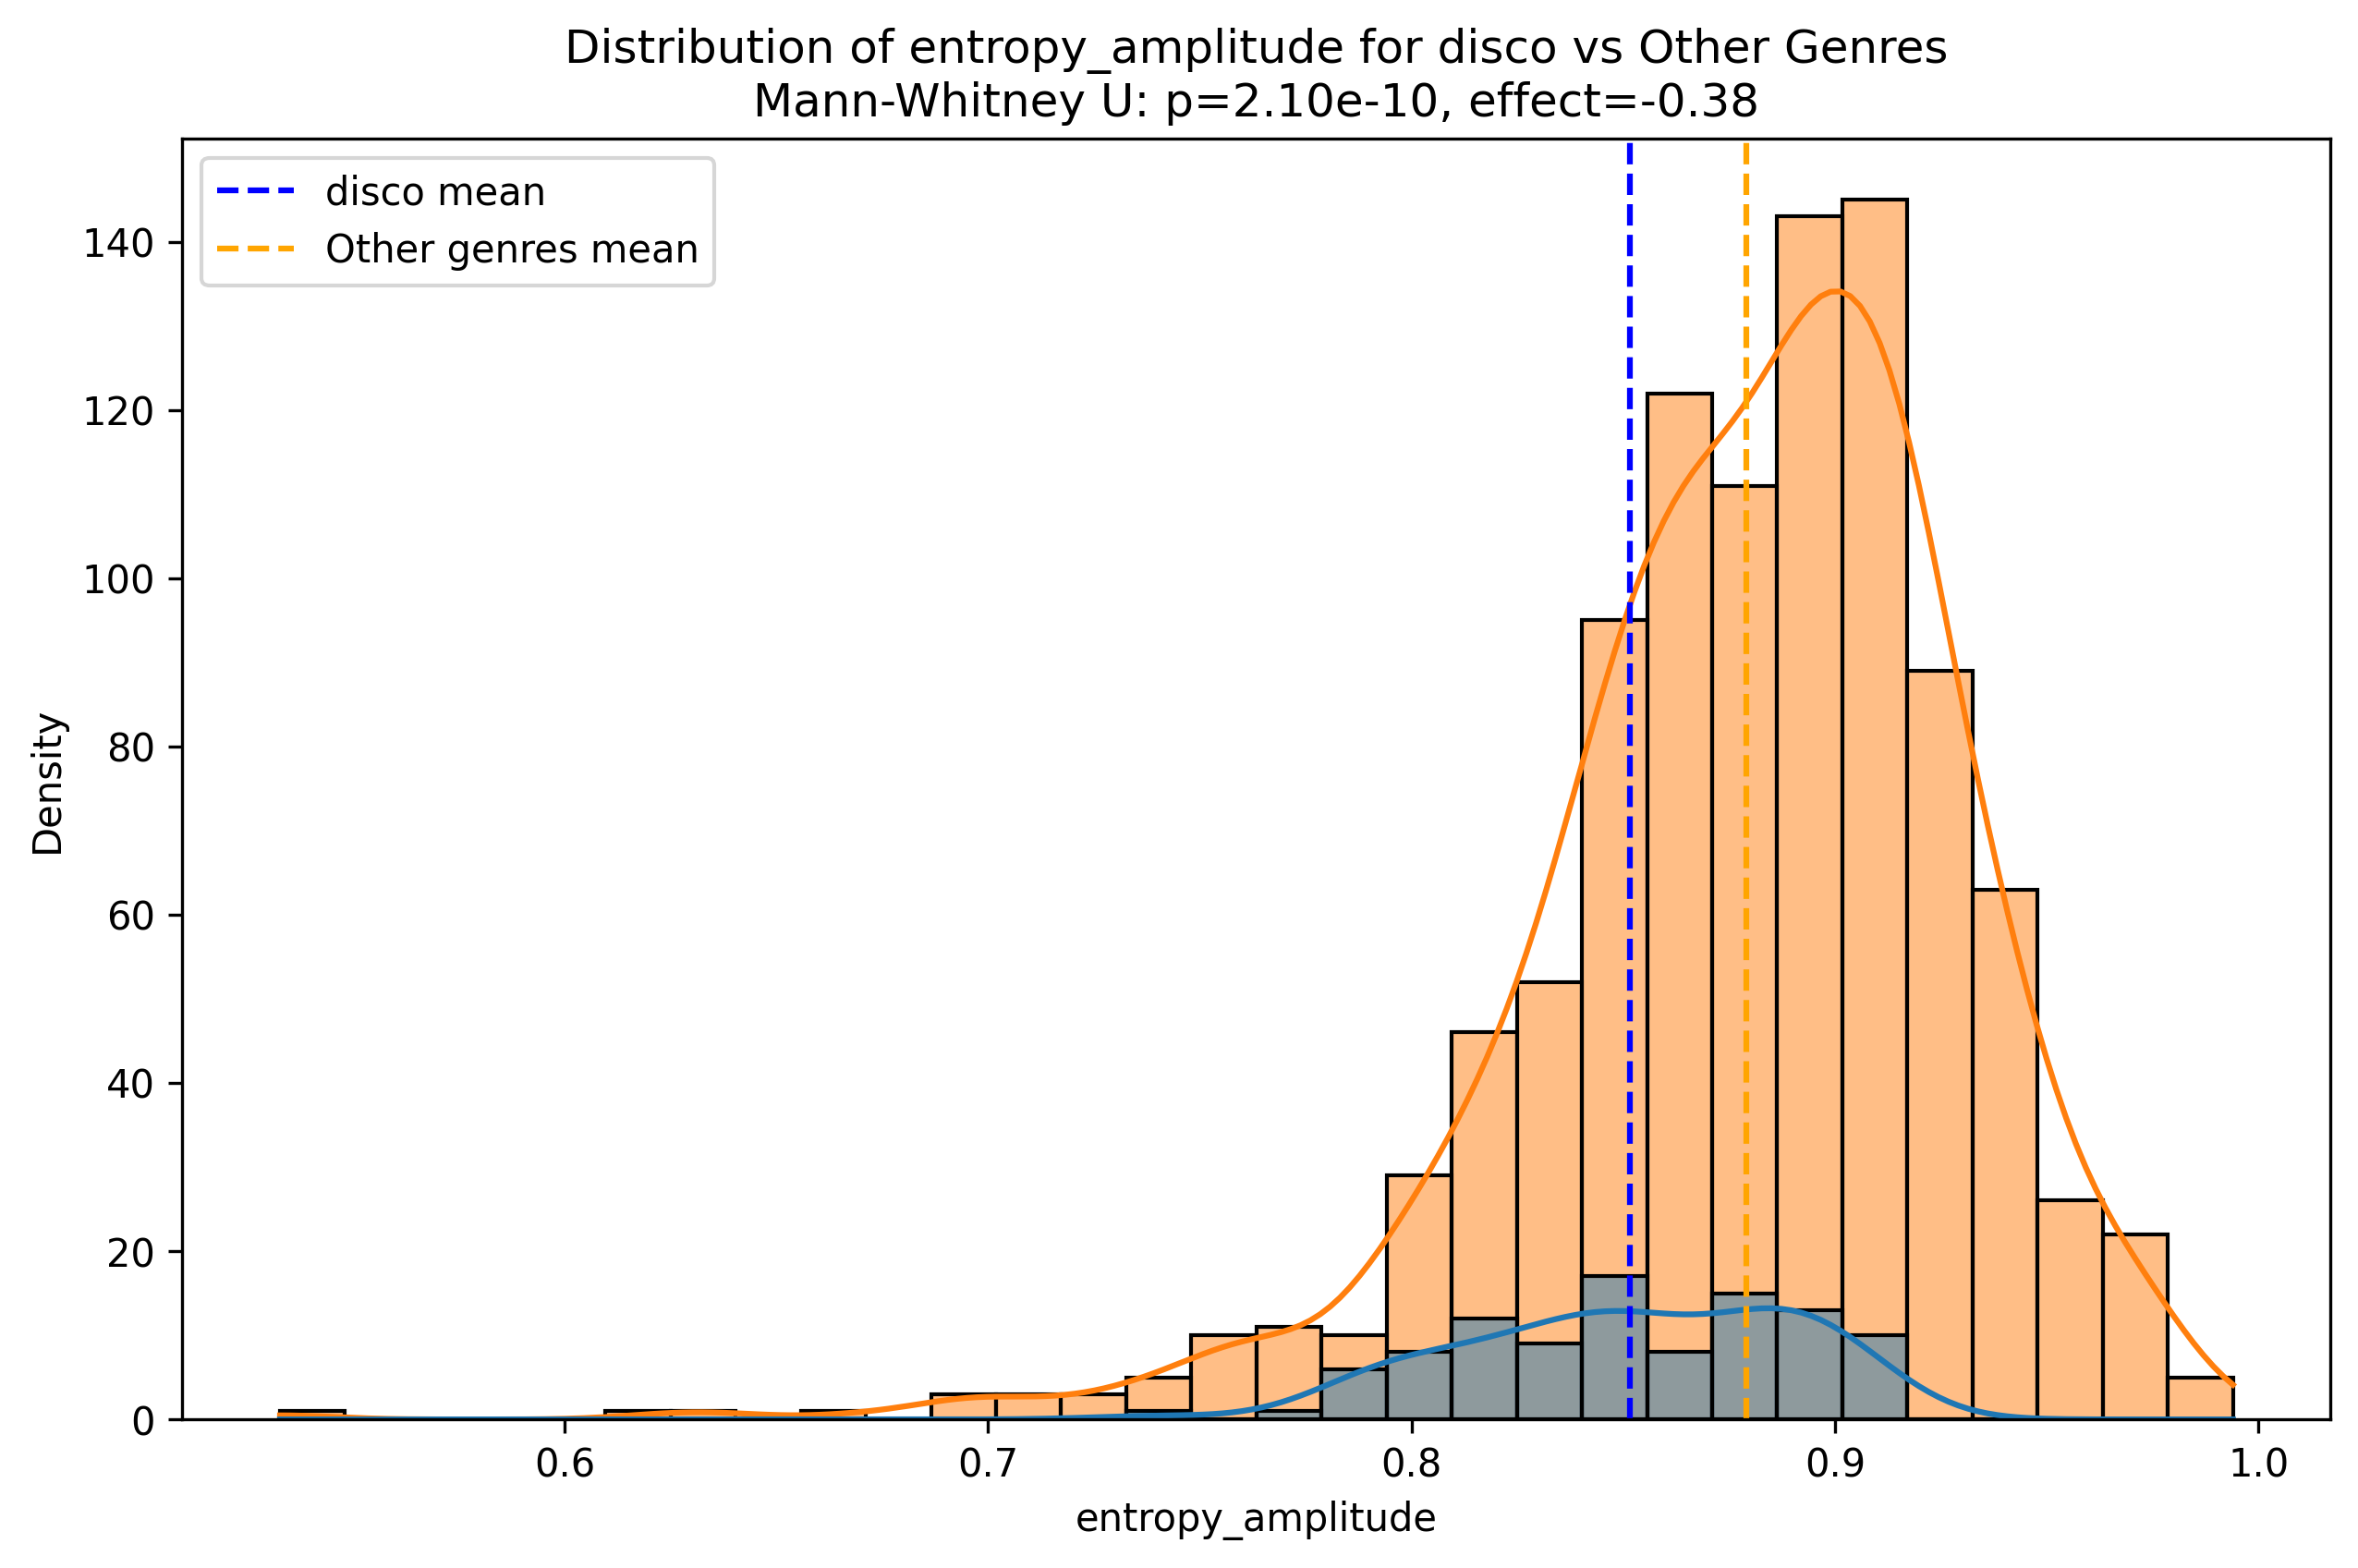 Distribution of entropy_amplitude for disco vs Other Genres
Mann-Whitney U: p=2.10e-10, effect=-0.38
disco mean
Other genres mean
140
120
100
80
60
40
20
0
Density
0.6 0.7 0.8 0.9 1.0
entropy_amplitude